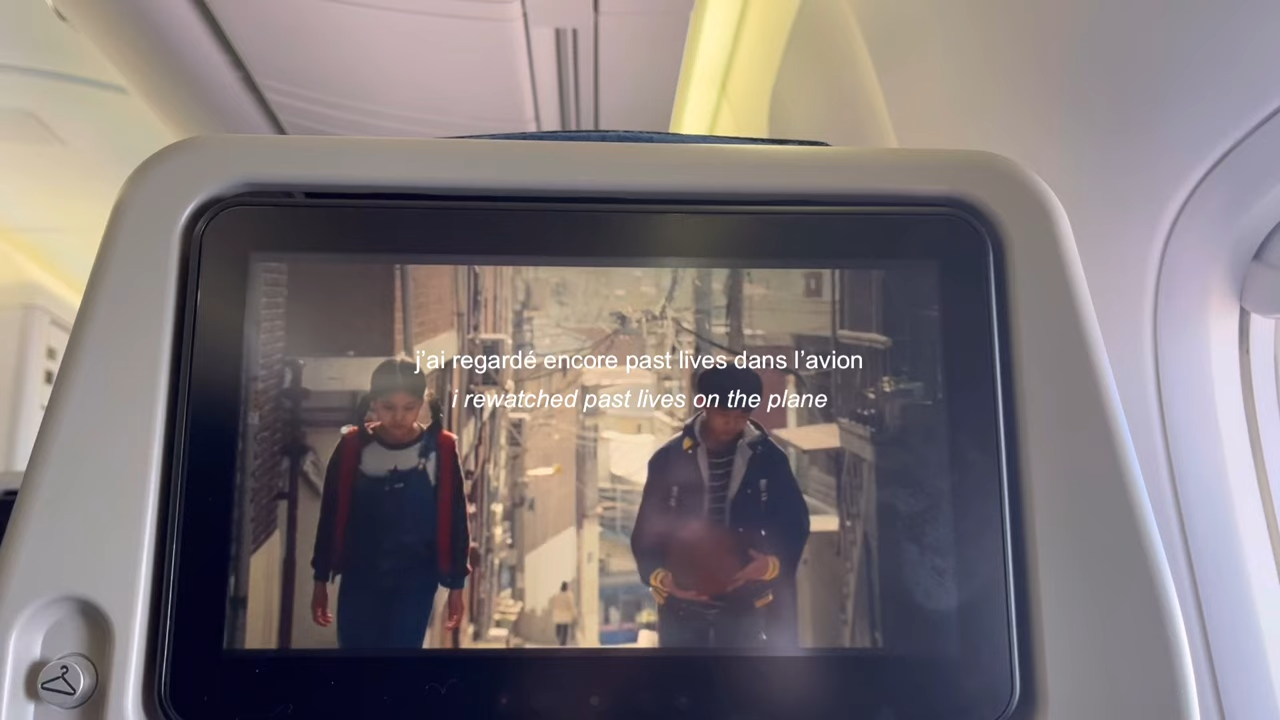 j'ai regardé encore past lives dans l'avion
i rewatched past lives on the plane